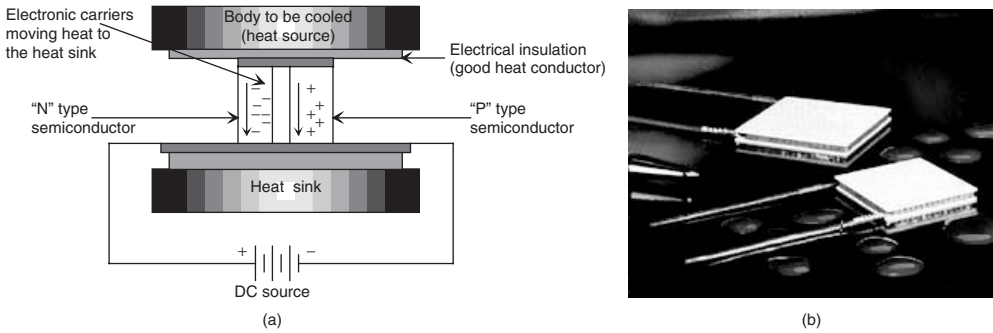 Electronic carriers
moving heat to
the heat sink
Body to be cooled
(heat source)
Electrical insulation
(good heat conductor)
“N” type
semiconductor
− − − − − − −
+ + + + + +
“P” type
semiconductor
Heat sink
+ −
DC source
(a)
(b)